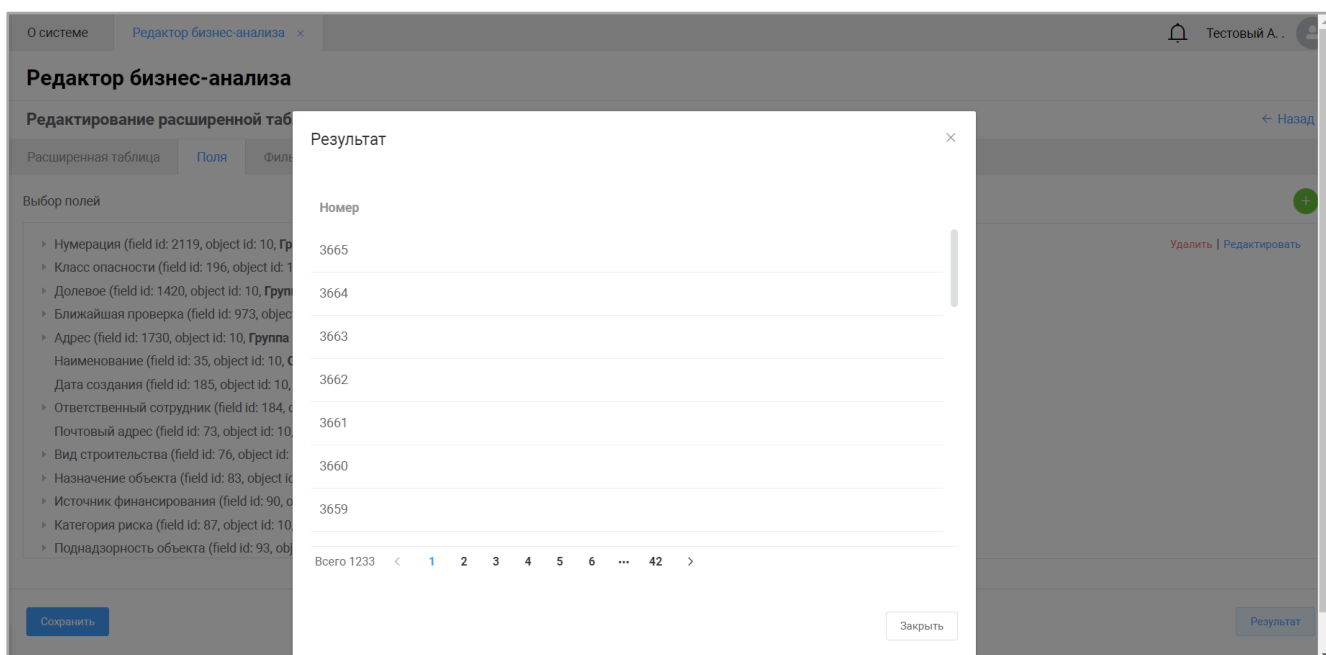 О системе Редактор бизнес-анализа × Тестовый А. .
Редактор бизнес-анализа
Редактирование расширенной таб
← Назад
Расширенная таблица Поля Филь
Выбор полей
Нумерация (field id: 2119, object id: 10, Гр
Класс опасности (field id: 196, object id: 1
Долевое (field id: 1420, object id: 10, Груп
Ближайшая проверка (field id: 973, objec
Адрес (field id: 1730, object id: 10, Группа
Наименование (field id: 35, object id: 10,
Дата создания (field id: 185, object id: 10,
Ответственный сотрудник (field id: 184,
Почтовый адрес (field id: 73, object id: 10
Вид строительства (field id: 76, object id:
Назначение объекта (field id: 83, object
Источник финансирования (field id: 90,
Категория риска (field id: 87, object id: 10
Поднадзорность объекта (field id: 93, obj
Удалить | Редактировать
Сохранить
Результат
Результат ×
Номер
3665
3664
3663
3662
3661
3660
3659
Всего 1233 < 1 2 3 4 5 6 ••• 42 >
Закрыть